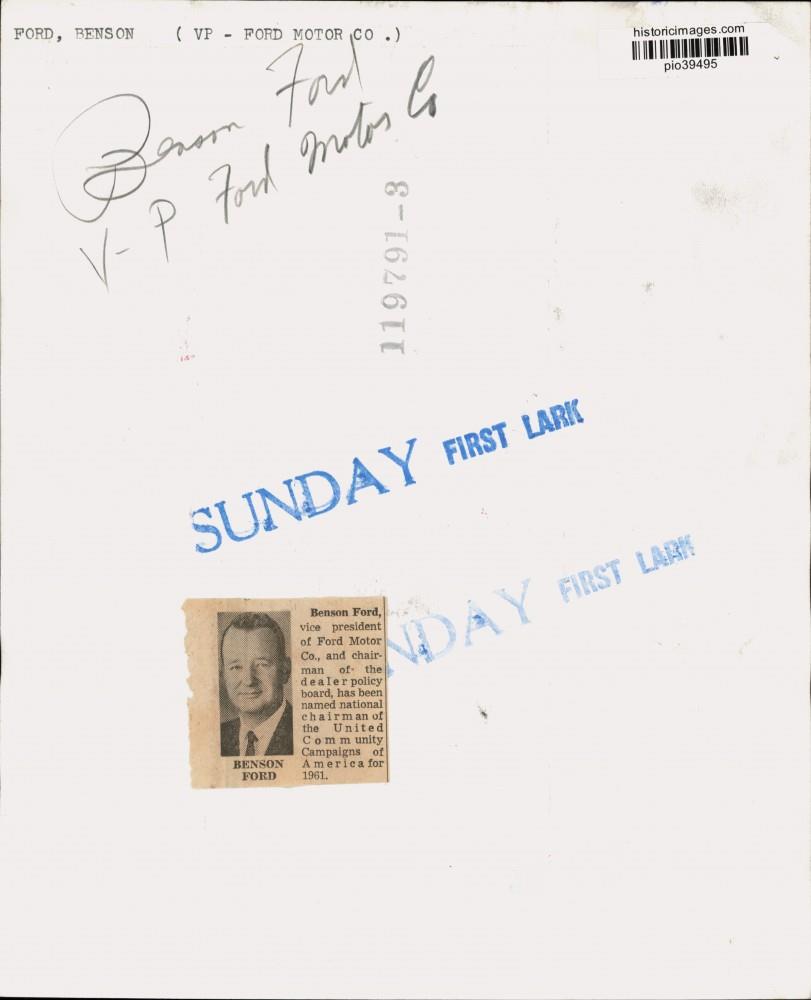 FORD, BENSON ( VP - FORD MOTOR CO .)
historicimages.com
pio39495
Benson Ford
V-P Ford Motor Co
119791-3
SUNDAY FIRST LARK
NDAY FIRST LARK
Benson Ford,
vice president
of Ford Motor
Co., and chair-
man of the
dealer policy
board, has been
named national
chairman of
the United
Community
Campaigns of
America for
1961.
BENSON
FORD